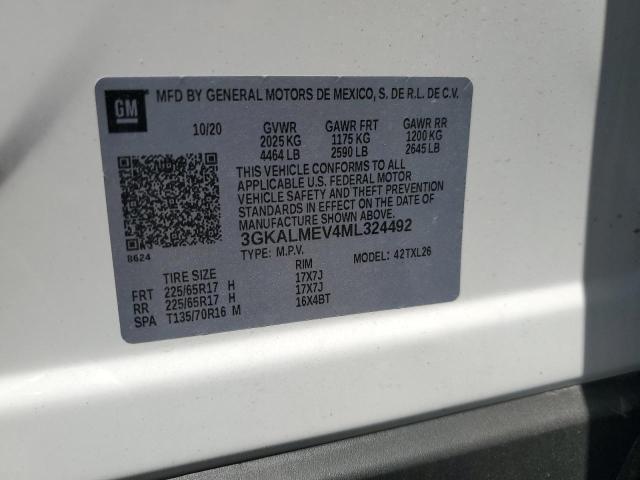 GM
MFD BY GENERAL MOTORS DE MEXICO, S. DE R.L. DE C.V.
10/20 GVWR GAWR FRT GAWR RR
2025 KG 1175 KG 1200 KG
4464 LB 2590 LB 2645 LB
THIS VEHICLE CONFORMS TO ALL
APPLICABLE U.S. FEDERAL MOTOR
VEHICLE SAFETY AND THEFT PREVENTION
STANDARDS IN EFFECT ON THE DATE OF
MANUFACTURE SHOWN ABOVE.
3GKALMEV4ML324492
8624 TYPE: M.P.V. MODEL: 42TXL26
TIRE SIZE RIM
FRT 225/65R17 H 17X7J
RR 225/65R17 H 17X7J
SPA T135/70R16 M 16X4BT